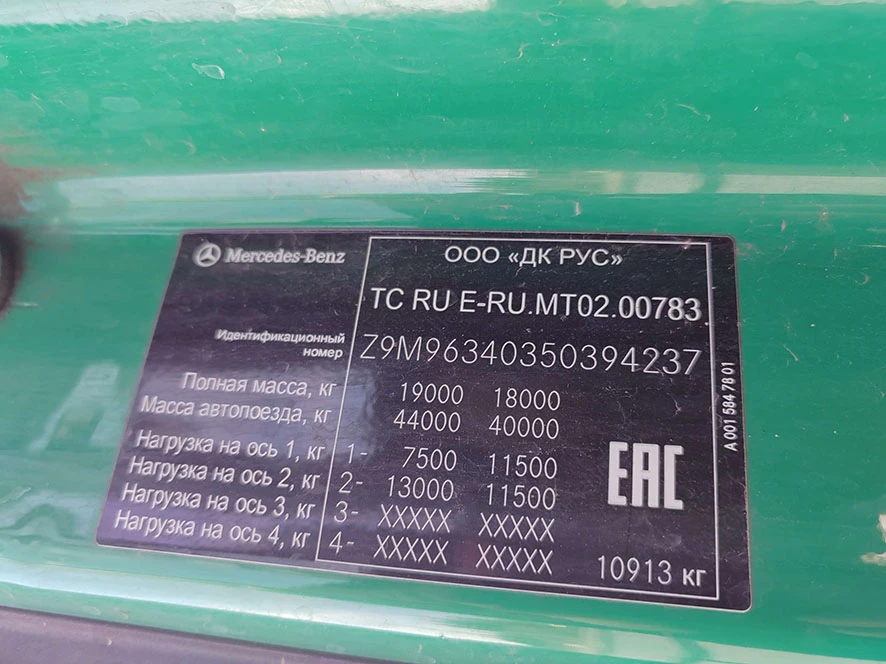 Mercedes-Benz
ООО «ДК РУС»
ТС RU Е-RU.МТ02.00783
Идентификационный
номер
Z9M96340350394237
Полная масса, кг 19000 18000
Масса автопоезда, кг 44000 40000
Нагрузка на ось 1, кг 1- 7500 11500
Нагрузка на ось 2, кг 2- 13000 11500
Нагрузка на ось 3, кг 3- XXXXX XXXXX
Нагрузка на ось 4, кг 4- XXXXX XXXXX
EAC
10913 кг
A 001 584 78 01